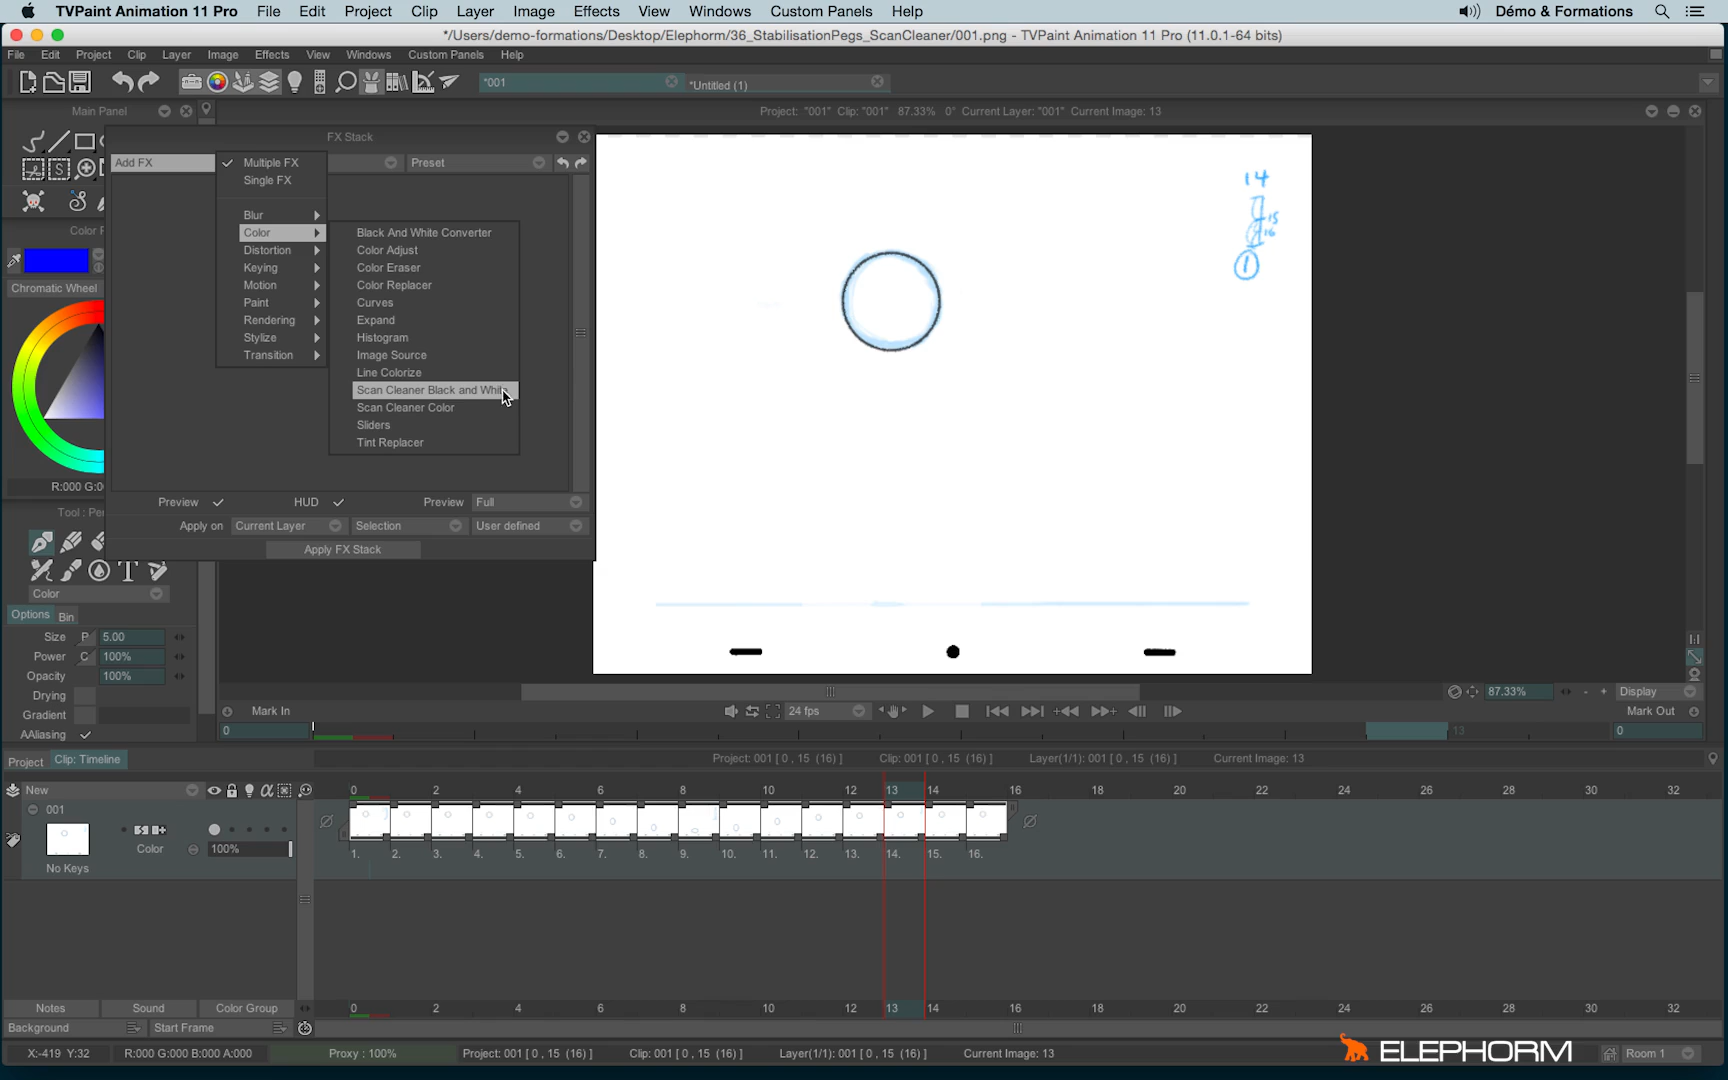 TVPaint Animation 11 Pro File Edit Project Clip Layer Image Effects View Windows Custom Panels Help Démo & Formations
*/Users/demo-formations/Desktop/Elephorm/36_StabilisationPegs_ScanCleaner/001.png - TVPaint Animation 11 Pro (11.0.1-64 bits)
File Edit Project Clip Layer Image Effects View Windows Custom Panels Help
*001 *Untitled (1)
Main Panel Project: "001" Clip: "001" 87.33% 0° Current Layer: "001" Current Image: 13
FX Stack
Add FX Multiple FX Preset
Single FX
Blur
Color
Distortion
Keying
Motion
Paint
Rendering
Stylize
Transition
Black And White Converter
Color Adjust
Color Eraser
Color Replacer
Curves
Expand
Histogram
Image Source
Line Colorize
Scan Cleaner Black and White
Scan Cleaner Color
Sliders
Tint Replacer
14
15
16
1
Chromatic Wheel
Preview HUD Preview Full
Apply on Current Layer Selection User defined
Apply FX Stack
Color
Options Bin
Size P 5.00
Power C 100%
Opacity 100%
Drying
Gradient
AAliasing
87.33% - + Display
Mark In 24 fps Mark Out
0 13 0
Project Clip: Timeline Project: 001 [ 0 , 15 (16) ] Clip: 001 [ 0 , 15 (16) ] Layer(1/1): 001 [ 0 , 15 (16) ] Current Image: 13
New 0 2 4 6 8 10 12 13 14 16 18 20 22 24 26 28 30 32
001
Color 100%
1. 2. 3. 4. 5. 6. 7. 8. 9. 10. 11. 12. 13. 14. 15. 16.
No Keys
Notes Sound Color Group 0 2 4 6 8 10 12 13 14 16 18 20 22 24 26 28 30 32
Background Start Frame
X:-419 Y:32 R:000 G:000 B:000 A:000 Proxy : 100% Project: 001 [ 0 , 15 (16) ] Clip: 001 [ 0 , 15 (16) ] Layer(1/1): 001 [ 0 , 15 (16) ] Current Image: 13 ELEPHORM Room 1